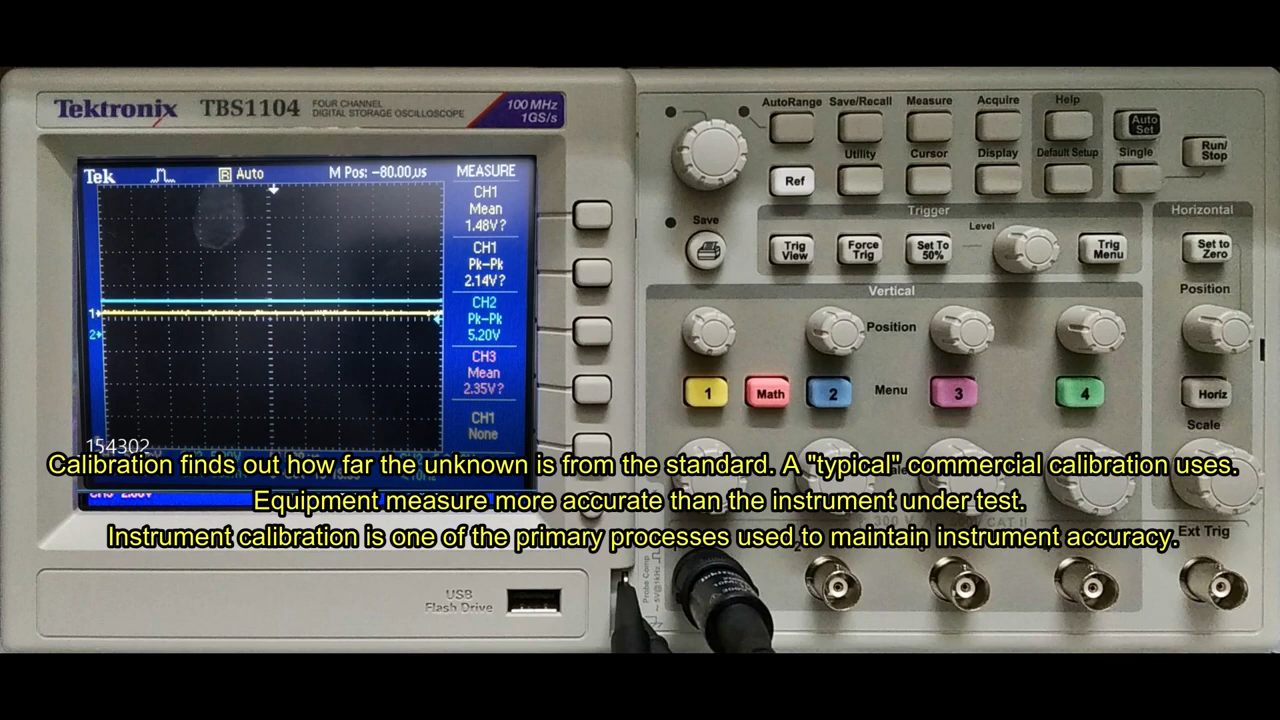 Tektronix TBS1104 FOUR CHANNEL DIGITAL STORAGE OSCILLOSCOPE
100 MHz
1GS/s
Tek R Auto M Pos: -80.00us MEASURE
CH1
Mean
1.48V?
CH1
Pk-Pk
2.14V?
CH2
Pk-Pk
5.20V
CH3
Mean
2.35V?
CH1
None
1
2
154302
AutoRange Save/Recall Measure Acquire Help
Auto Set
Utility Cursor Display Default Setup Single
Run/Stop
Ref
Save
Trigger
Level
Trig View
Force Trig
Set To 50%
Trig Menu
Horizontal
Set to Zero
Position
Vertical
Position
1 Math 2 Menu 3 4 Horiz
Scale
Calibration finds out how far the unknown is from the standard. A "typical" commercial calibration uses.
Equipment measure more accurate than the instrument under test.
Instrument calibration is one of the primary processes used to maintain instrument accuracy.
Ext Trig
Probe Comp
USB
Flash Drive